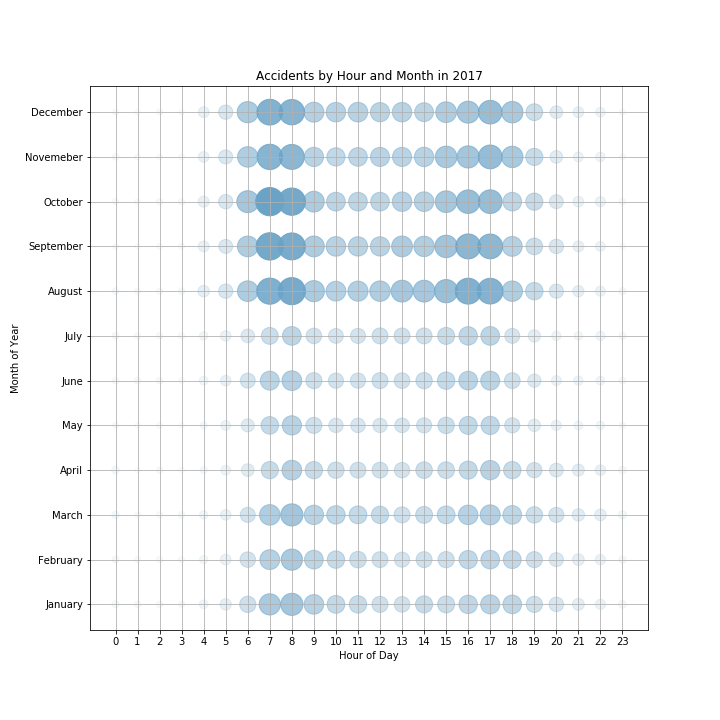 Accidents by Hour and Month in 2017
December
Novemeber
October
September
August
July
June
May
April
March
February
January
Month of Year
0 1 2 3 4 5 6 7 8 9 10 11 12 13 14 15 16 17 18 19 20 21 22 23
Hour of Day